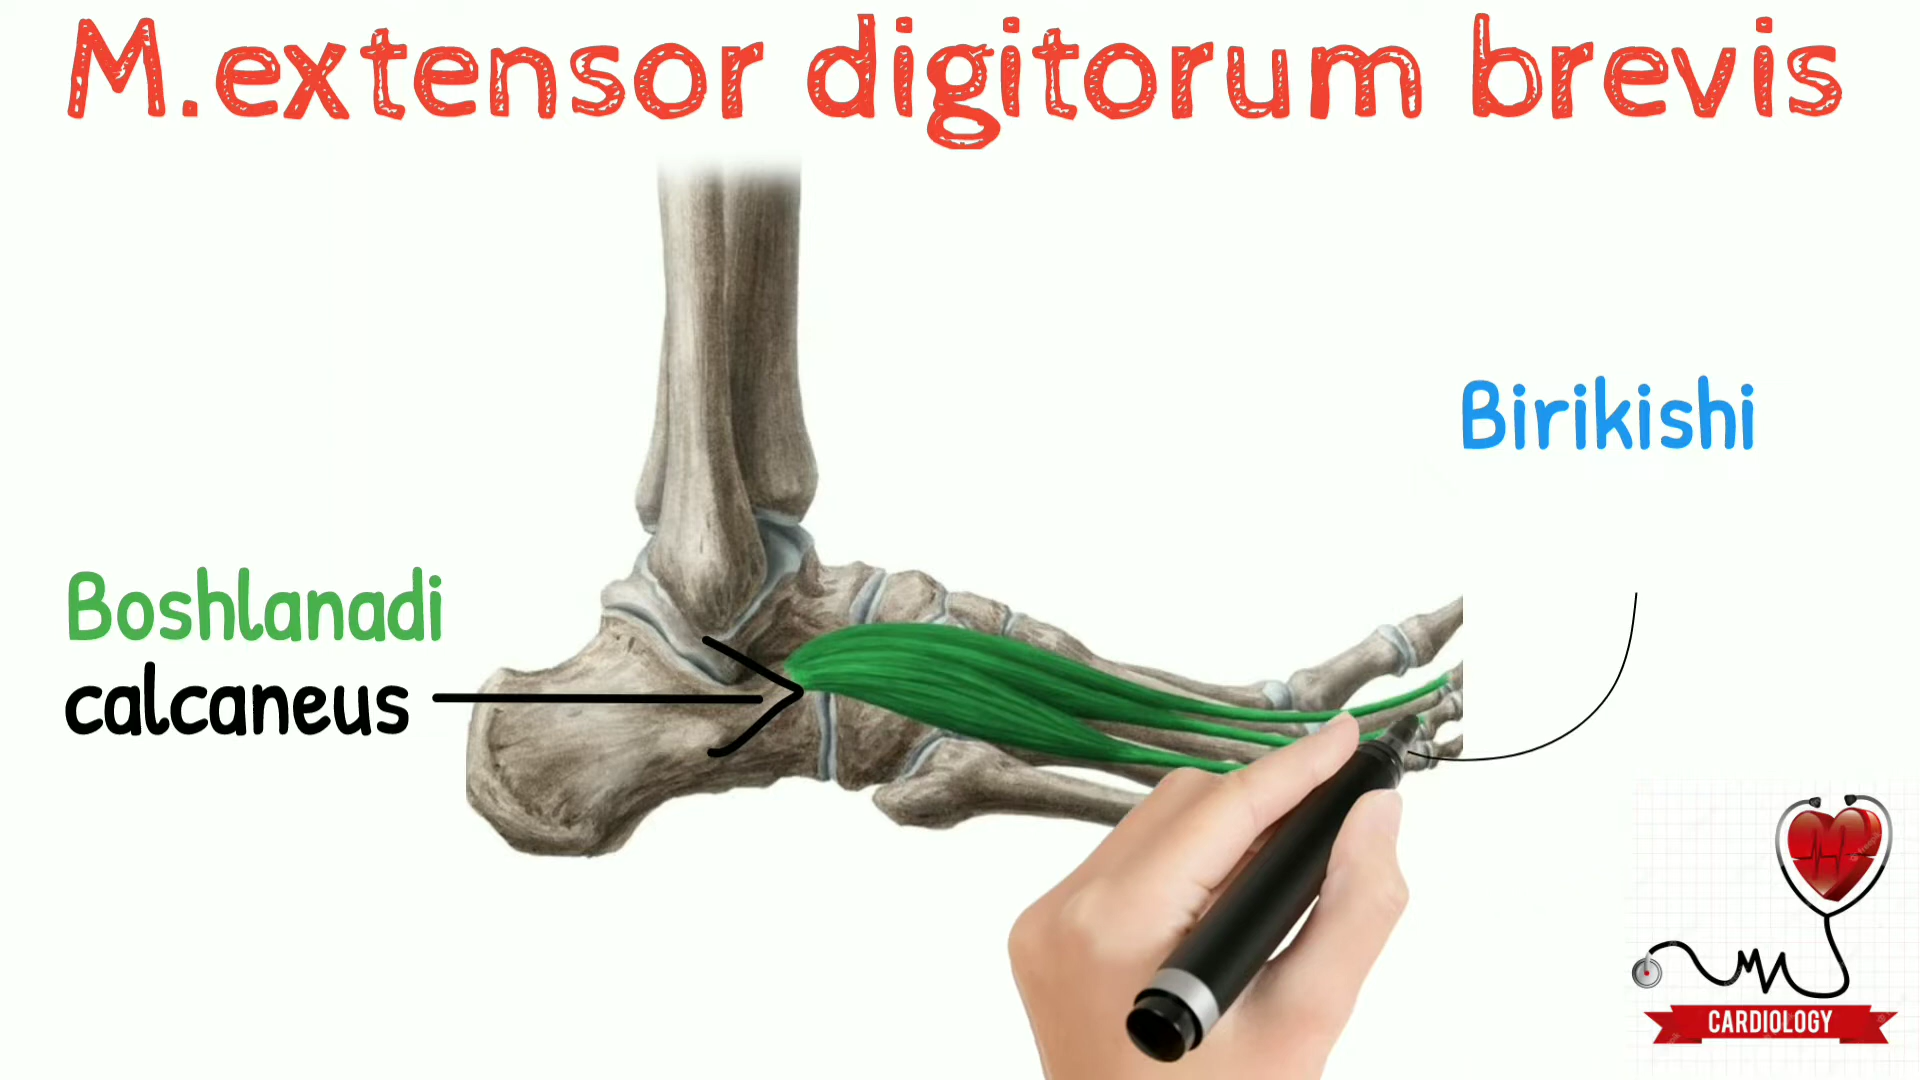 M.extensor digitorum brevis
Birikishi
Boshlanadi
calcaneus
CARDIOLOGY